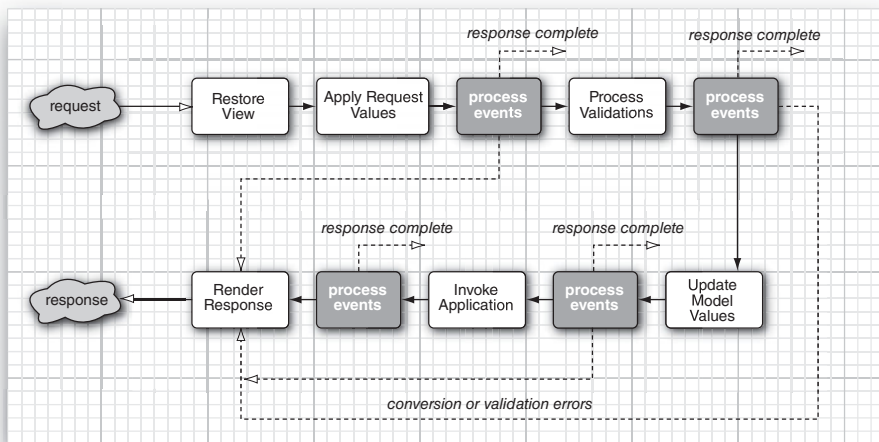 response complete
response complete
request
Restore
View
Apply Request
Values
process
events
Process
Validations
process
events
response complete
response complete
response
Render
Response
process
events
Invoke
Application
process
events
Update
Model
Values
conversion or validation errors